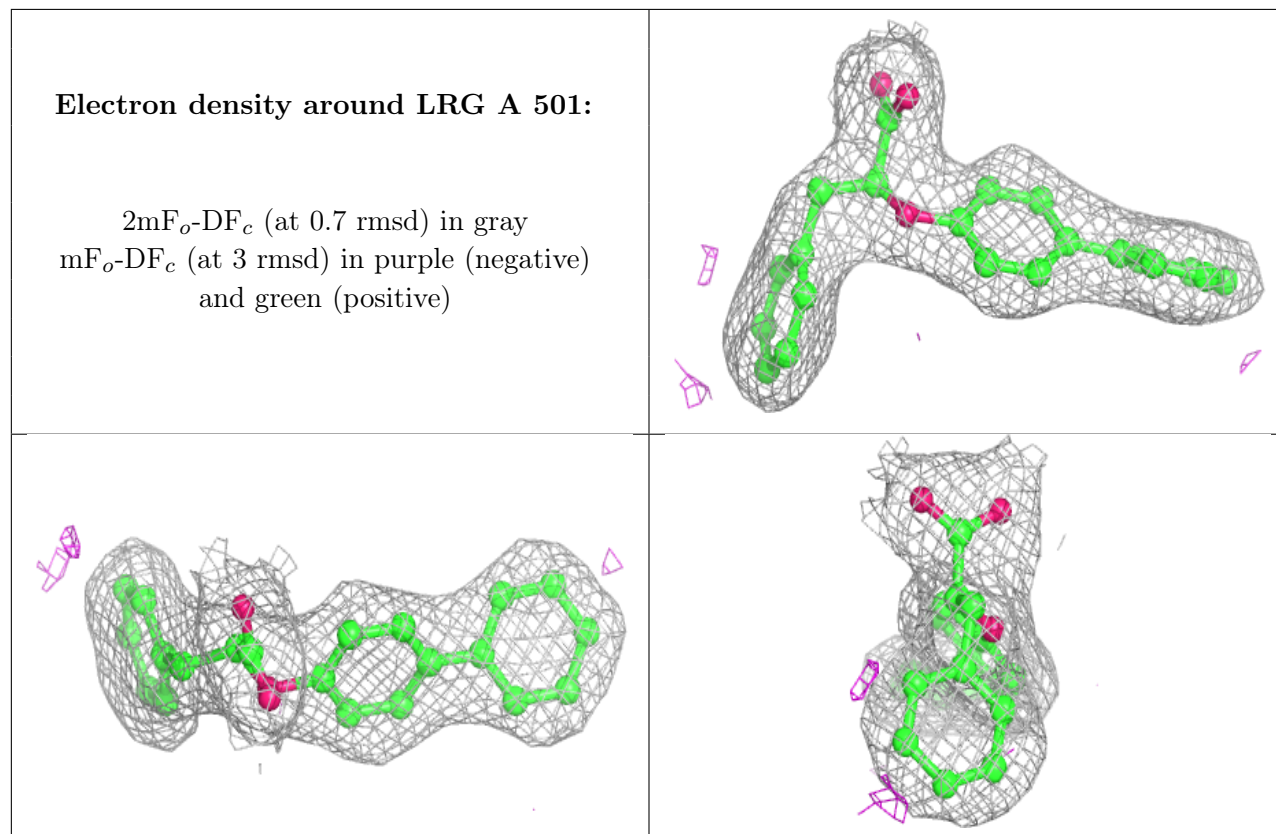 Electron density around LRG A 501:
2mFo-DFc (at 0.7 rmsd) in gray
mFo-DFc (at 3 rmsd) in purple (negative)
and green (positive)